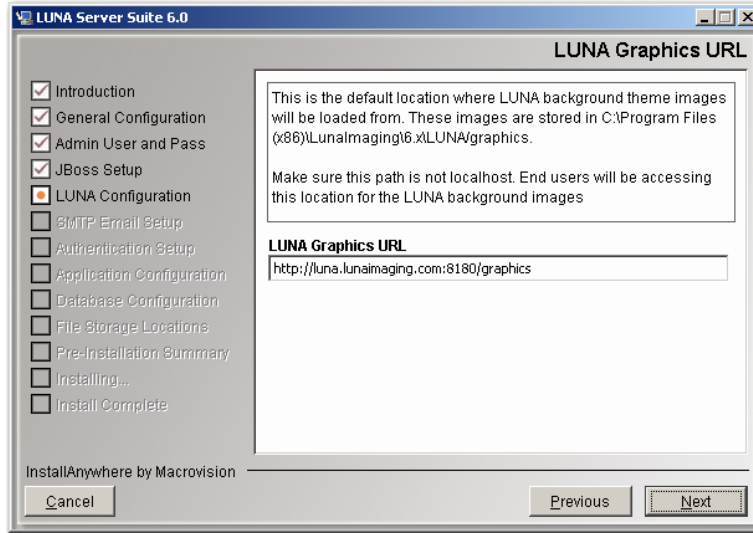 LUNA Server Suite 6.0
LUNA Graphics URL
Introduction
General Configuration
Admin User and Pass
JBoss Setup
LUNA Configuration
SMTP Email Setup
Authentication Setup
Application Configuration
Database Configuration
File Storage Locations
Pre-Installation Summary
Installing...
Install Complete
This is the default location where LUNA background theme images
will be loaded from. These images are stored in C:\Program Files
(x86)\LunaImaging\6.x\LUNA/graphics.
Make sure this path is not localhost. End users will be accessing
this location for the LUNA background images
LUNA Graphics URL
http://luna.lunaimaging.com:8180/graphics
InstallAnywhere by Macrovision
Cancel
Previous
Next